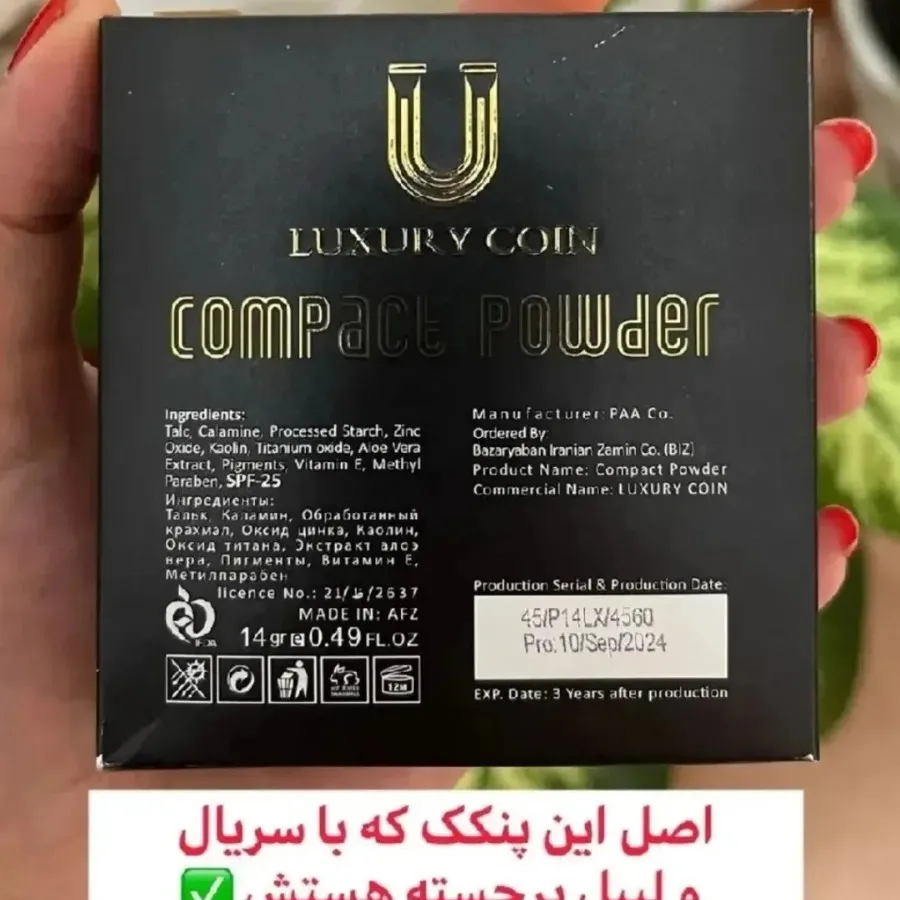 LUXURY COIN
compact powder
Ingredients:
Talc, Calamine, Processed Starch, Zinc
Oxide, Kaolin, Titanium oxide, Aloe Vera
Extract, Pigments, Vitamin E, Methyl
Paraben, SPF-25
Ингредиенты:
Тальк, Каламин, Обработанный
крахмал, Оксид цинка, Каолин,
Оксид титана, Экстракт алоэ
вера, Пигменты, Витамин Е,
Метилпарабен
licence No.: 21/ظ/2637
MADE IN: AFZ
14gr e 0.49 FL.OZ
12M
Manufacturer: PAA Co.
Ordered By:
Bazaryaban Iranian Zamin Co. (BIZ)
Product Name: Compact Powder
Commercial Name: LUXURY COIN
Production Serial & Production Date:
45/P14LX/4560
Pro:10/Sep/2024
EXP. Date: 3 Years after production
اصل این پنکک که با سریال
و لیبل برجسته هستش ✅